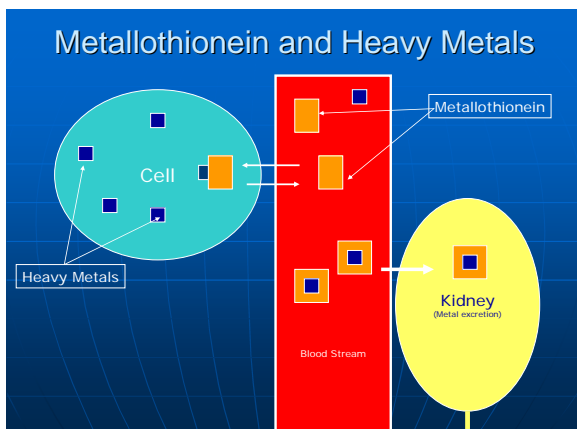 Metallothionein and Heavy Metals
Metallothionein
Cell
Heavy Metals
Kidney
(Metal excretion)
Blood Stream